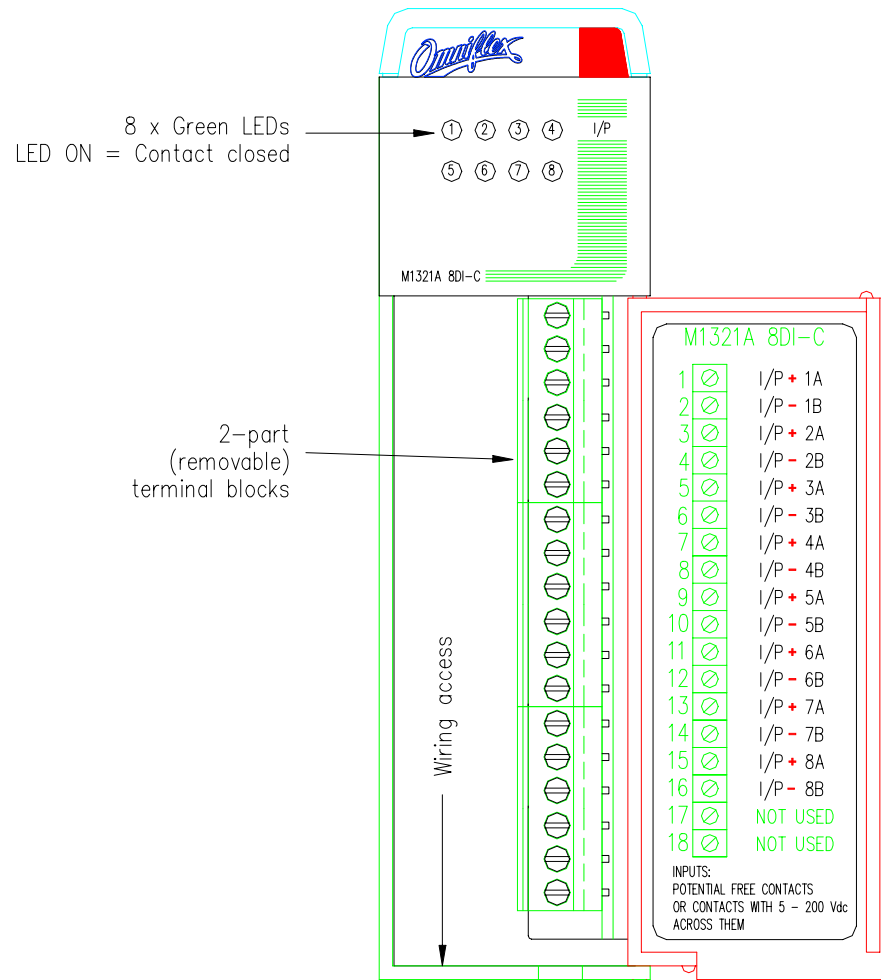 Omniflex
8 x Green LEDs
LED ON = Contact closed
1 2 3 4 I/P
5 6 7 8
M1321A 8DI-C
2-part
(removable)
terminal blocks
Wiring access
M1321A 8DI-C
1 I/P + 1A
2 I/P - 1B
3 I/P + 2A
4 I/P - 2B
5 I/P + 3A
6 I/P - 3B
7 I/P + 4A
8 I/P - 4B
9 I/P + 5A
10 I/P - 5B
11 I/P + 6A
12 I/P - 6B
13 I/P + 7A
14 I/P - 7B
15 I/P + 8A
16 I/P - 8B
17 NOT USED
18 NOT USED
INPUTS:
POTENTIAL FREE CONTACTS
OR CONTACTS WITH 5 - 200 Vdc
ACROSS THEM